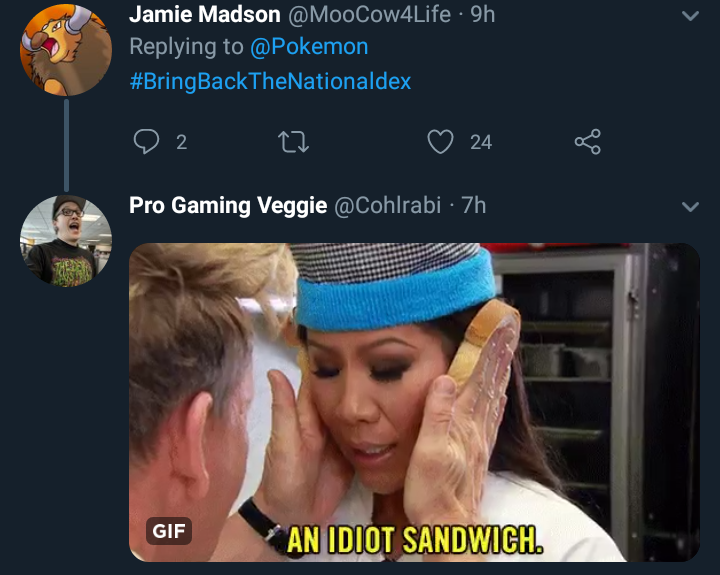 Jamie Madson @MooCow4Life · 9h
Replying to @Pokemon
#BringBackTheNationaldex
2 24
Pro Gaming Veggie @Cohlrabi · 7h
GIF
AN IDIOT SANDWICH.